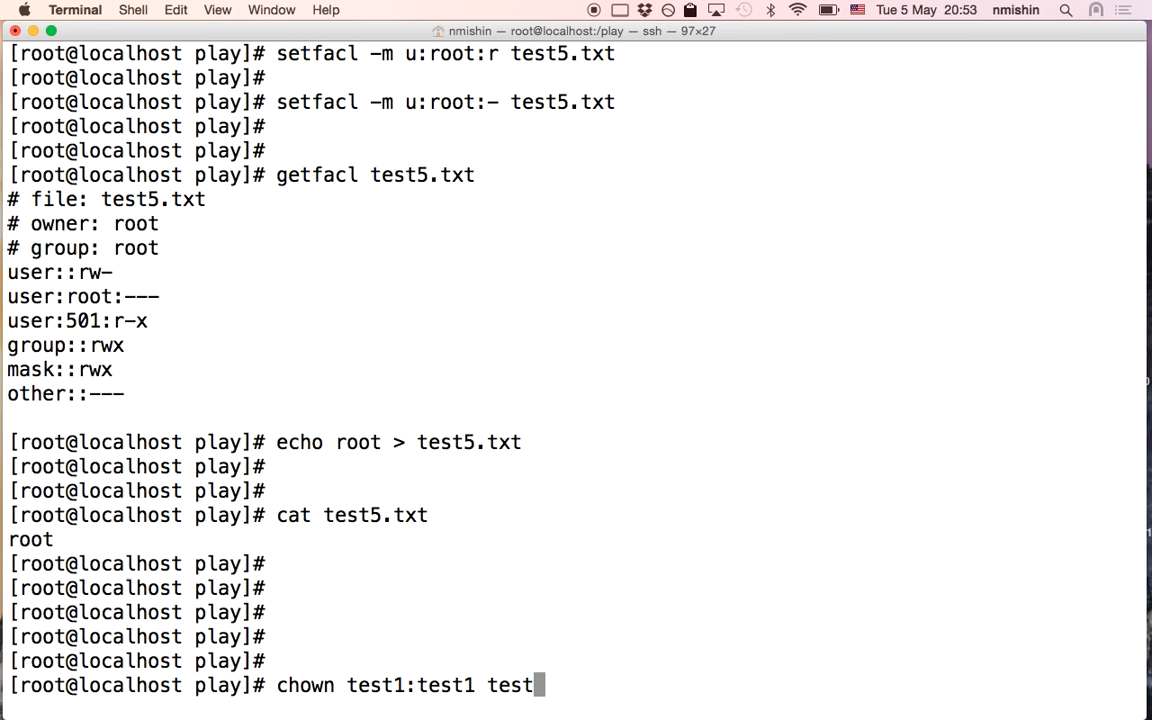 Terminal Shell Edit View Window Help Tue 5 May 20:53 nmishin
nmishin — root@localhost:/play — ssh — 97×27
[root@localhost play]# setfacl -m u:root:r test5.txt
[root@localhost play]#
[root@localhost play]# setfacl -m u:root:- test5.txt
[root@localhost play]#
[root@localhost play]#
[root@localhost play]# getfacl test5.txt
# file: test5.txt
# owner: root
# group: root
user::rw-
user:root:---
user:501:r-x
group::rwx
mask::rwx
other::---
[root@localhost play]# echo root > test5.txt
[root@localhost play]#
[root@localhost play]#
[root@localhost play]# cat test5.txt
root
[root@localhost play]#
[root@localhost play]#
[root@localhost play]#
[root@localhost play]#
[root@localhost play]#
[root@localhost play]# chown test1:test1 test